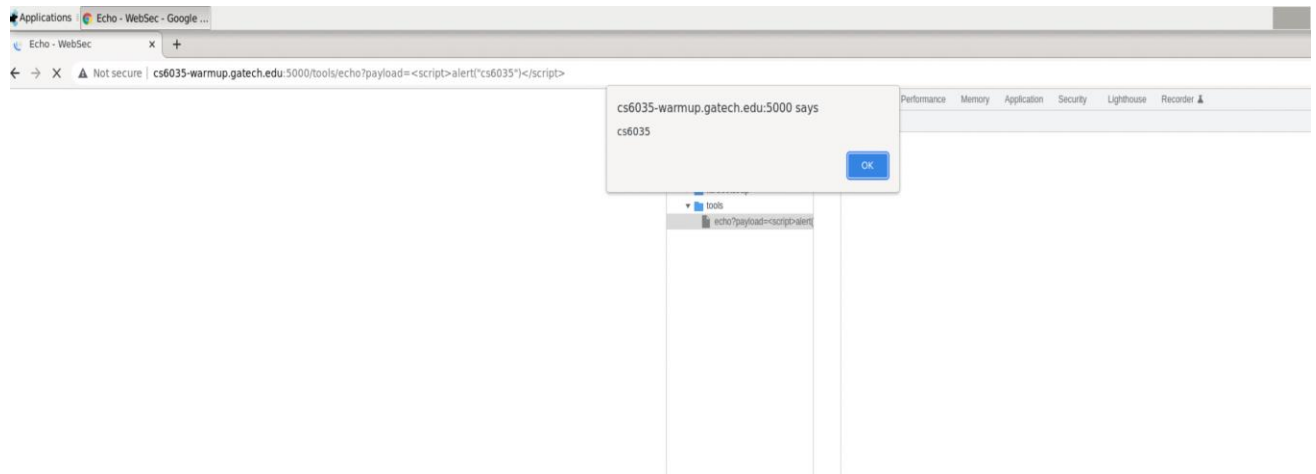 Applications Echo - WebSec - Google ...
Echo - WebSec x +
Not secure cs6035-warmup.gatech.edu:5000/tools/echo?payload=<script>alert("cs6035")</script>
cs6035-warmup.gatech.edu:5000 says
cs6035
OK
Performance Memory Application Security Lighthouse Recorder
tools
echo?payload=<script>alert(